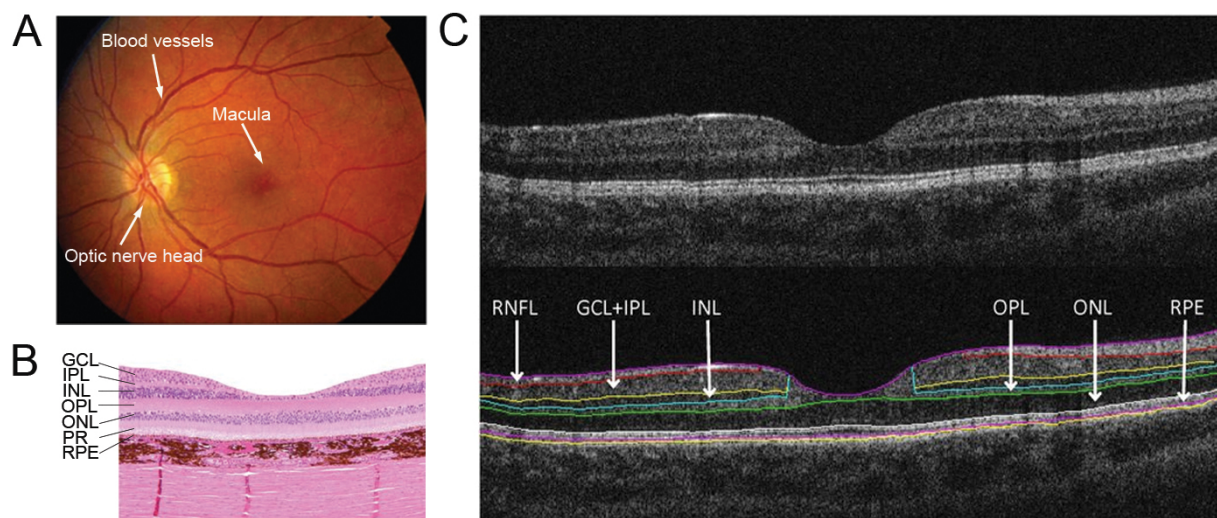 A
Blood vessels
Macula
Optic nerve head
B
GCL
IPL
INL
OPL
ONL
PR
RPE
C
RNFL GCL+IPL INL OPL ONL RPE